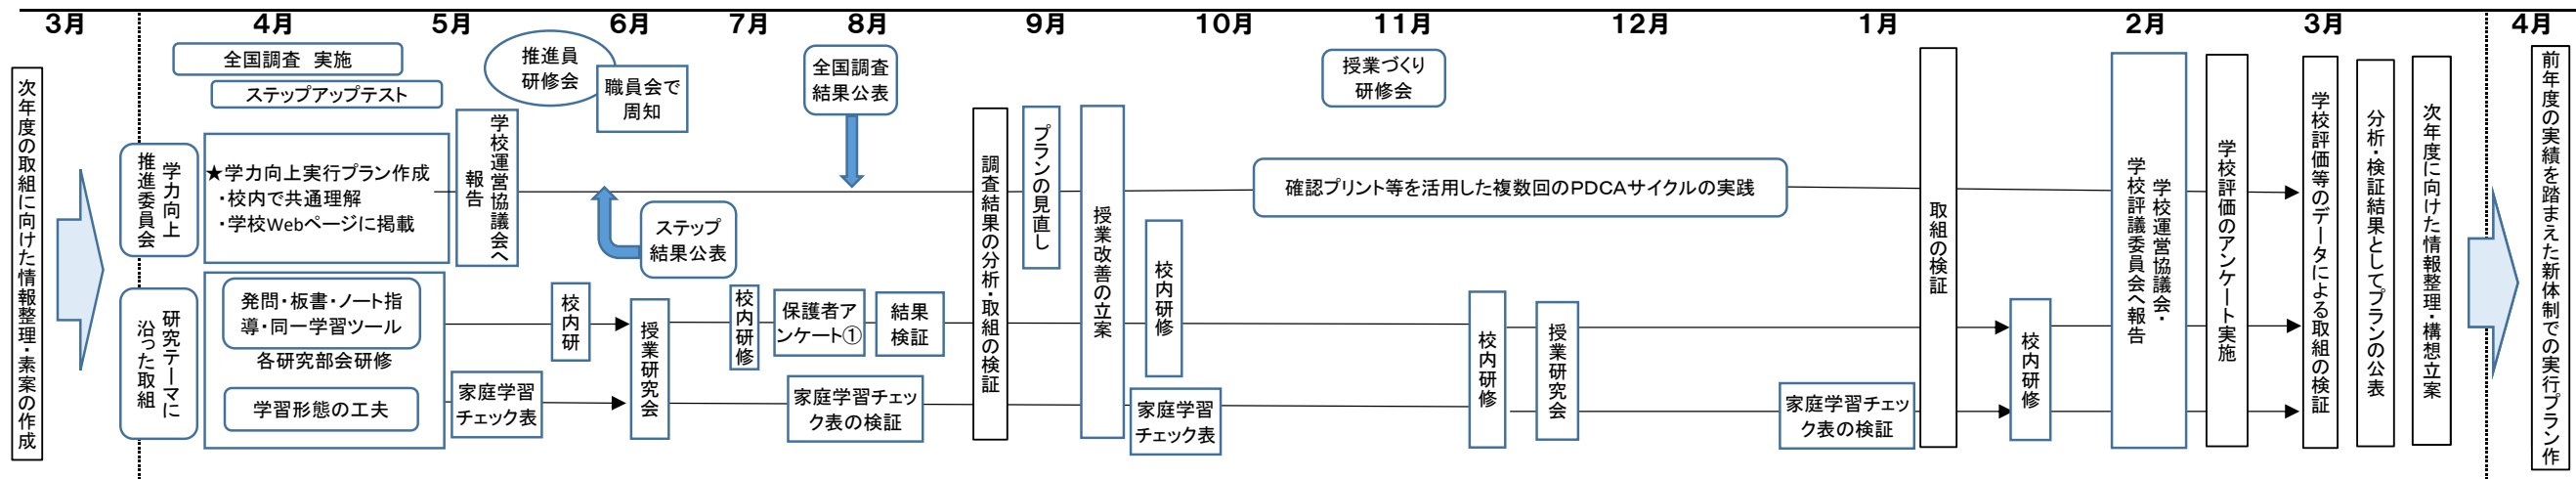 3月
4月
5月
6月
7月
8月
9月
10月
11月
12月
1月
2月
3月
4月
次年度の取組に向けた情報整理・素案の作成
学力向上
推進委員会
研究テーマに
沿った取組
全国調査 実施
ステップアップテスト
★学力向上実行プラン作成
・校内で共通理解
・学校Webページに掲載
発問・板書・ノート指
導・同一学習ツール
各研究部会研修
学習形態の工夫
学校運営協議会へ
報告
家庭学習
チェック表
推進員
研修会
職員会で
周知
校内研
ステップ
結果公表
授業研究会
校内研修
保護者ア
ンケート①
結果
検証
家庭学習チェッ
ク表の検証
全国調査
結果公表
調査結果の分析・取組の検証
プランの見直し
授業改善の立案
校内研修
家庭学習
チェック表
授業づくり
研修会
確認プリント等を活用した複数回のPDCAサイクルの実践
校内研修
授業研究会
家庭学習チェッ
ク表の検証
取組の検証
校内研修
学校運営協議会・
学校評議委員会へ報告
学校評価のアンケート実施
学校評価等のデータによる取組の検証
分析・検証結果としてプランの公表
次年度に向けた情報整理・構想立案
前年度の実績を踏まえた新体制での実行プラン作